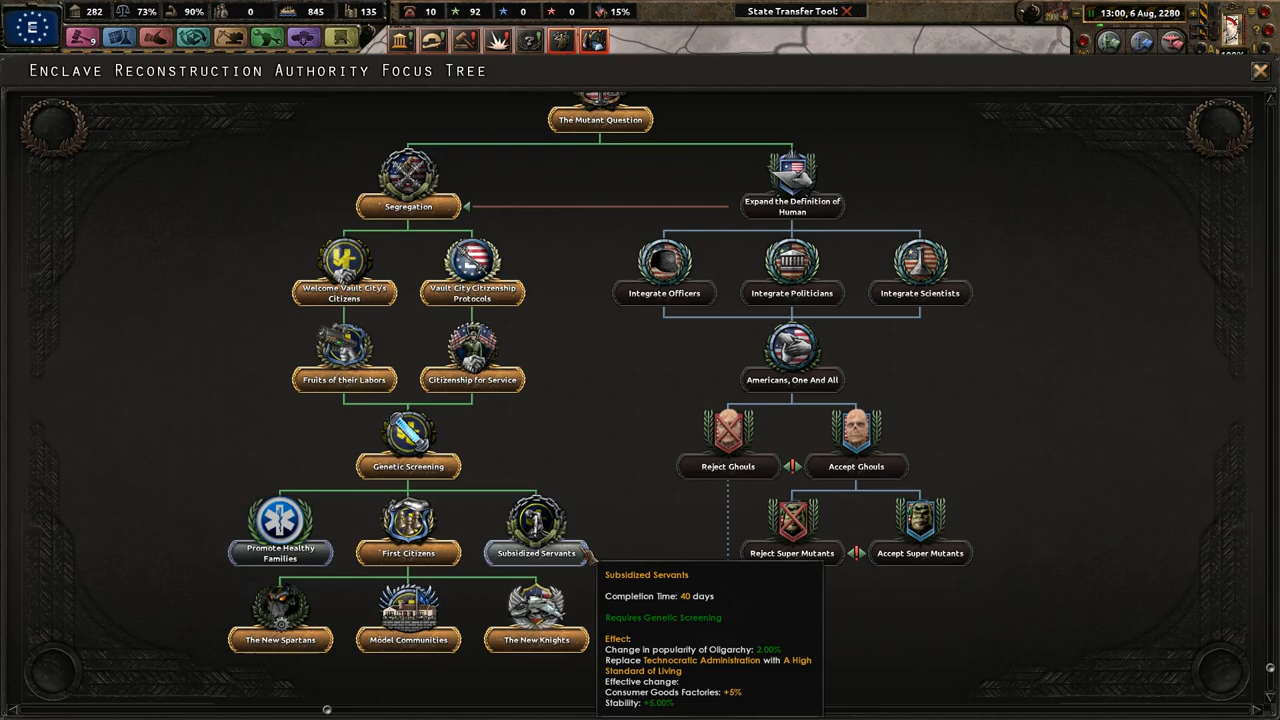 282 73% 90% 0 845 135 10 92 0 0 15% State Transfer Tool: 13:00, 6 Aug, 2280
E
9
ENCLAVE RECONSTRUCTION AUTHORITY FOCUS TREE
The Mutant Question
Segregation
Expand the Definition of
Human
Welcome Vault City's
Citizens
Vault City Citizenship
Protocols
Integrate Officers
Integrate Politicians
Integrate Scientists
Fruits of their Labors
Citizenship for Service
Americans, One And All
Genetic Screening
Reject Ghouls
Accept Ghouls
Promote Healthy
Families
First Citizens
Subsidized Servants
Reject Super Mutants
Accept Super Mutants
The New Spartans
Model Communities
The New Knights
Subsidized Servants
Completion Time: 40 days
Requires Genetic Screening
Effect:
Change in popularity of Oligarchy: 2.00%
Replace Technocratic Administration with A High
Standard of Living
Effective change:
Consumer Goods Factories: +5%
Stability: +5.00%